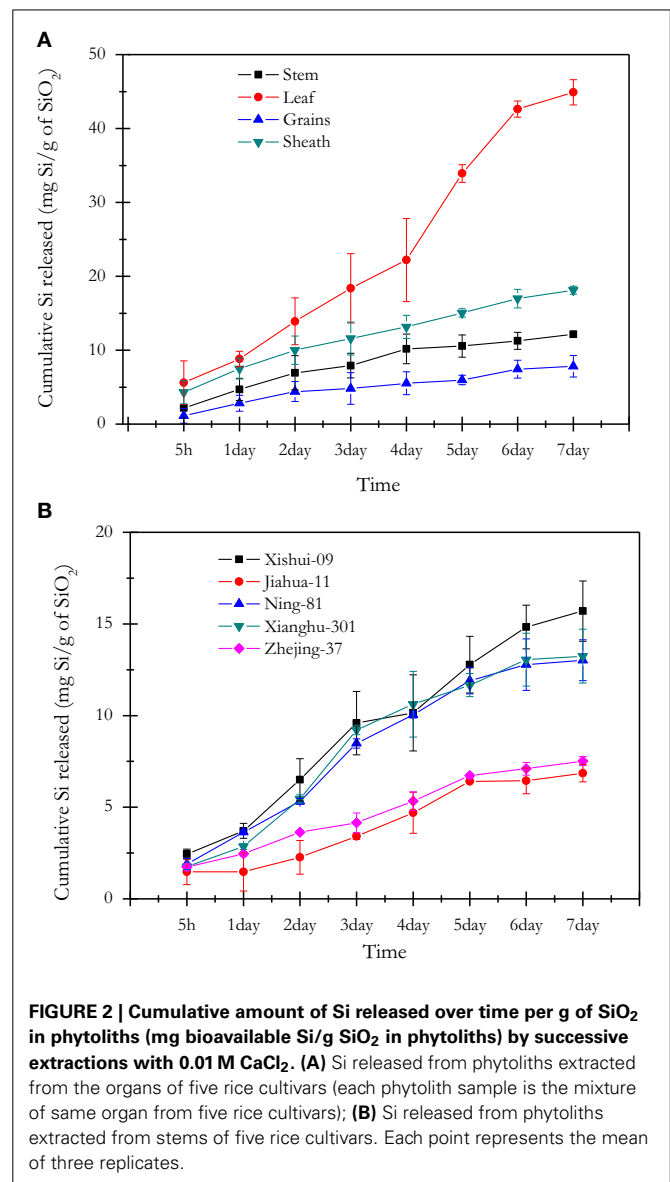 A
Cumulative Si released (mg Si/g of SiO₂)
50
40
30
20
10
0
Stem
Leaf
Grains
Sheath
5h 1day 2day 3day 4day 5day 6day 7day
Time
B
Cumulative Si released (mg Si/g of SiO₂)
20
15
10
5
0
Xishui-09
Jiahua-11
Ning-81
Xianghu-301
Zhejing-37
5h 1day 2day 3day 4day 5day 6day 7day
Time
FIGURE 2 | Cumulative amount of Si released over time per g of SiO₂
in phytoliths (mg bioavailable Si/g SiO₂ in phytoliths) by successive
extractions with 0.01 M CaCl₂. (A) Si released from phytoliths extracted
from the organs of five rice cultivars (each phytolith sample is the mixture
of same organ from five rice cultivars); (B) Si released from phytoliths
extracted from stems of five rice cultivars. Each point represents the mean
of three replicates.